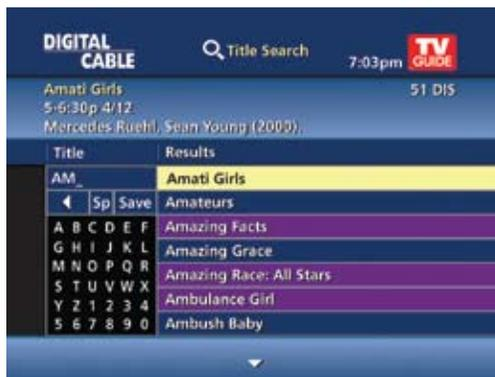 DIGITAL
CABLE
Title Search
7:03pm
TV
GUIDE
Amati Girls
51 DIS
5-6:30p 4/12
Mercedes Ruehl, Sean Young (2000).
Title
Results
AM_
Amati Girls
Sp Save
Amateurs
A B C D E F
Amazing Facts
G H I J K L
Amazing Grace
M N O P Q R
Amazing Race: All Stars
S T U V W X
Y Z 1 2 3 4
Ambulance Girl
5 6 7 8 9 0
Ambush Baby